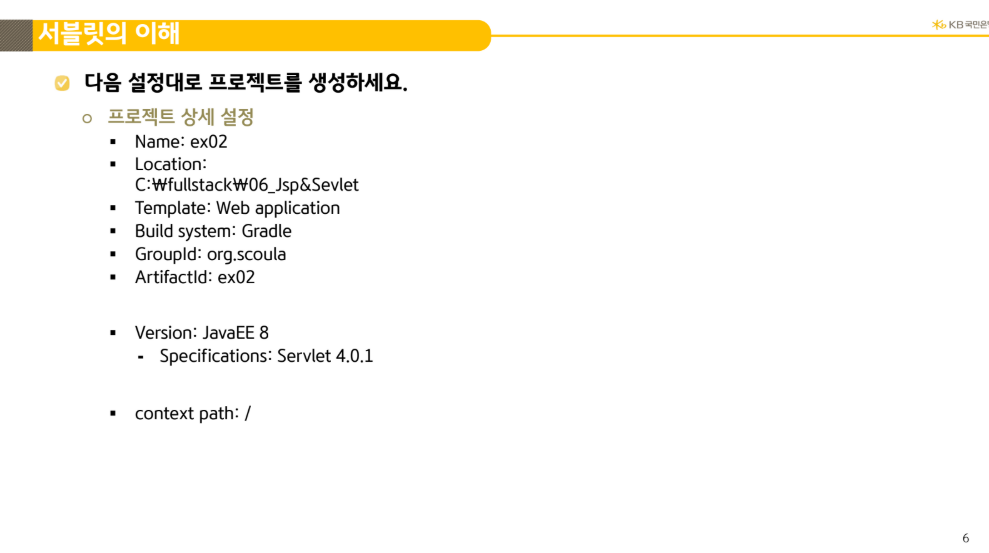 서블릿의 이해
KB국민은
다음 설정대로 프로젝트를 생성하세요.
프로젝트 상세 설정
Name: ex02
Location:
C:₩fullstack₩06_Jsp&Sevlet
Template: Web application
Build system: Gradle
GroupId: org.scoula
ArtifactId: ex02
Version: JavaEE 8
- Specifications: Servlet 4.0.1
context path: /
6